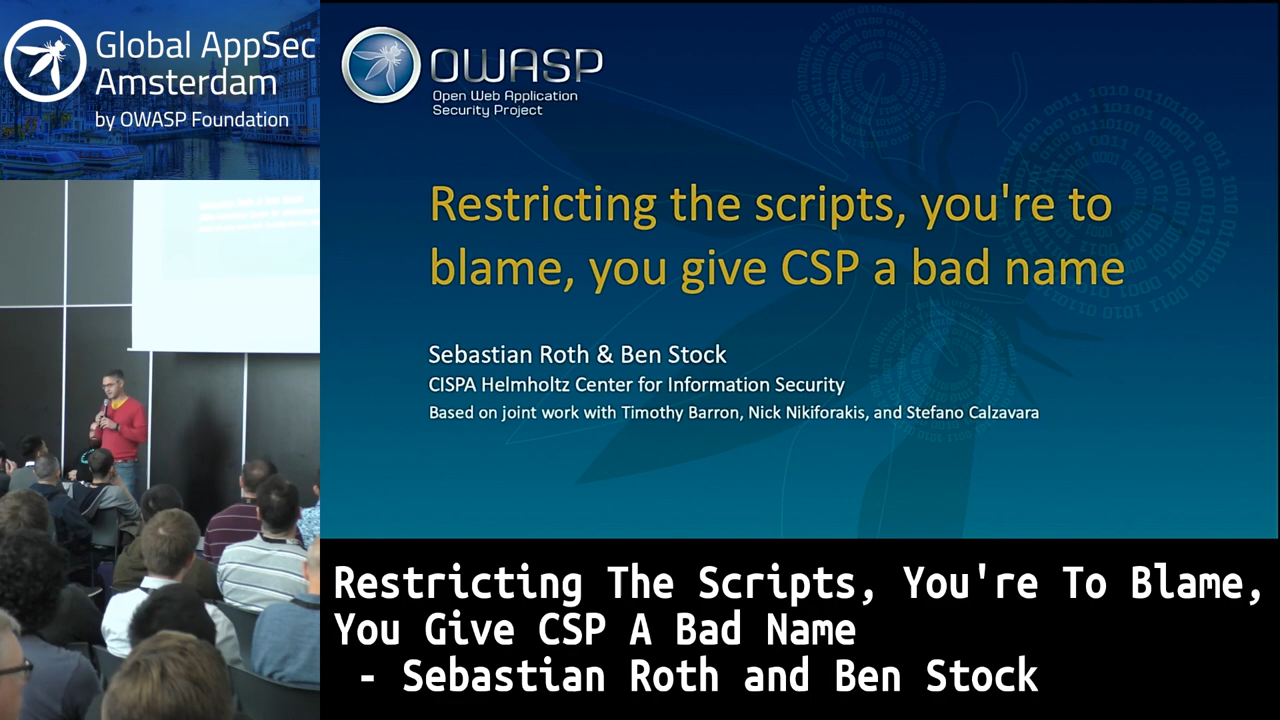 Global AppSec
Amsterdam
by OWASP Foundation
OWASP
Open Web Application
Security Project
Restricting the scripts, you're to
blame, you give CSP a bad name
Sebastian Roth & Ben Stock
CISPA Helmholtz Center for Information Security
Based on joint work with Timothy Barron, Nick Nikiforakis, and Stefano Calzavara
Restricting The Scripts, You're To Blame,
You Give CSP A Bad Name
- Sebastian Roth and Ben Stock